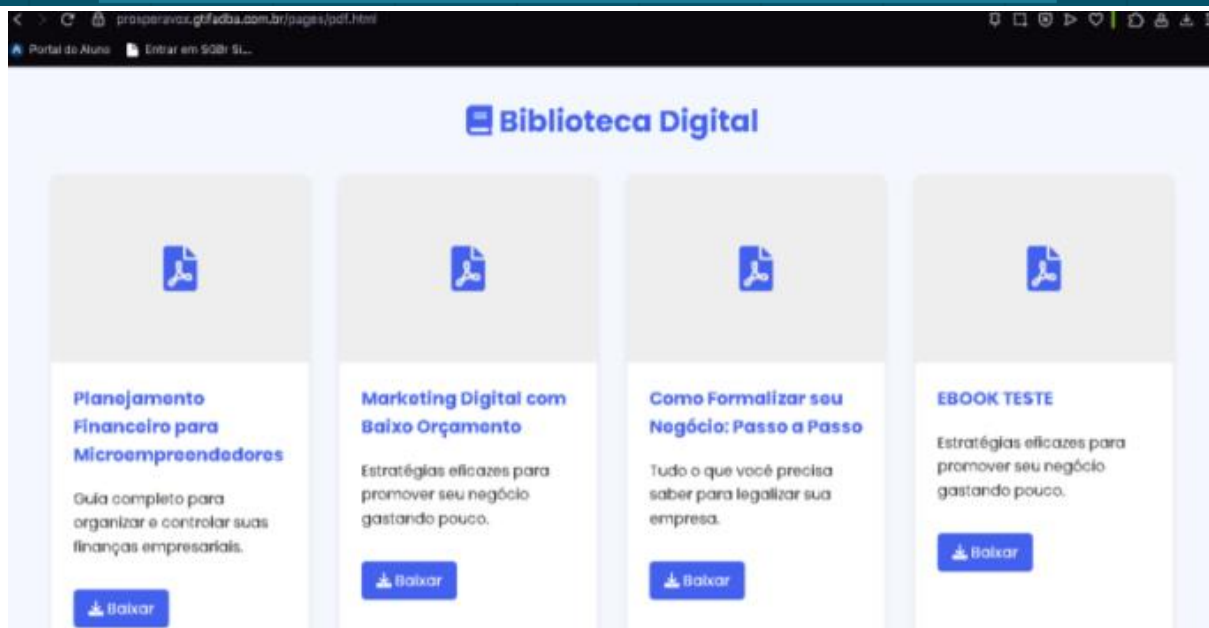 prosperavox.gtifadba.com.br/pages/pdf.html
Portal do Aluno
Entrar em SGBr Si...
Biblioteca Digital
Planejamento
Financeiro para
Microempreendedores
Guia completo para
organizar e controlar suas
finanças empresariais.
Baixar
Marketing Digital com
Baixo Orçamento
Estratégias eficazes para
promover seu negócio
gastando pouco.
Baixar
Como Formalizar seu
Negócio: Passo a Passo
Tudo o que você precisa
saber para legalizar sua
empresa.
Baixar
EBOOK TESTE
Estratégias eficazes para
promover seu negócio
gastando pouco.
Baixar